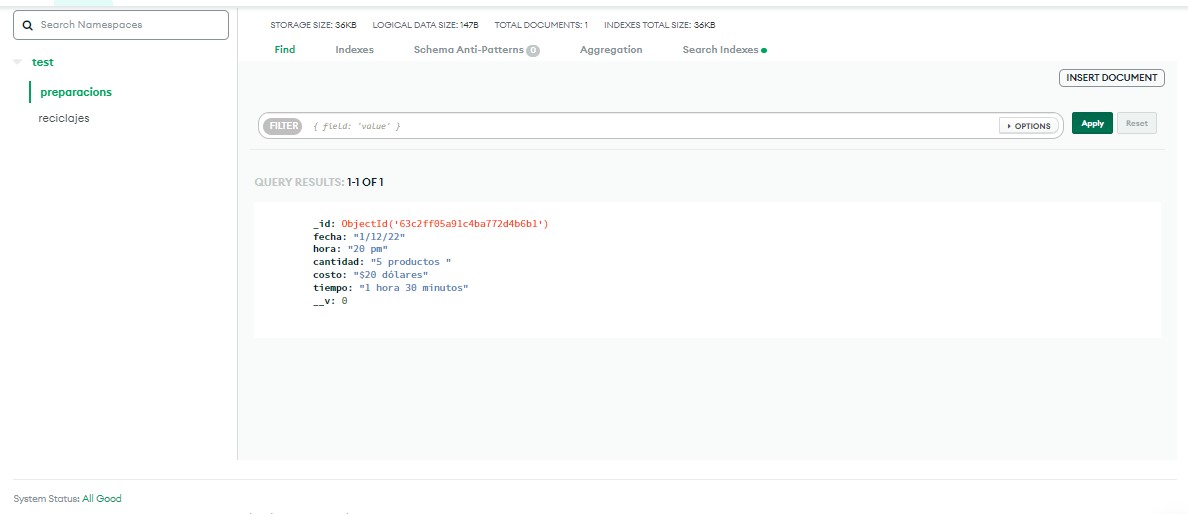 Search Namespaces
test
preparacions
reciclajes
STORAGE SIZE: 36KB LOGICAL DATA SIZE: 147B TOTAL DOCUMENTS: 1 INDEXES TOTAL SIZE: 36KB
Find Indexes Schema Anti-Patterns 0 Aggregation Search Indexes
INSERT DOCUMENT
FILTER { field: 'value' } OPTIONS Apply Reset
QUERY RESULTS: 1-1 OF 1
_id: ObjectId('63c2ff05a91c4ba772d4b6b1')
fecha: "1/12/22"
hora: "20 pm"
cantidad: "5 productos "
costo: "$20 dólares"
tiempo: "1 hora 30 minutos"
__v: 0
System Status: All Good